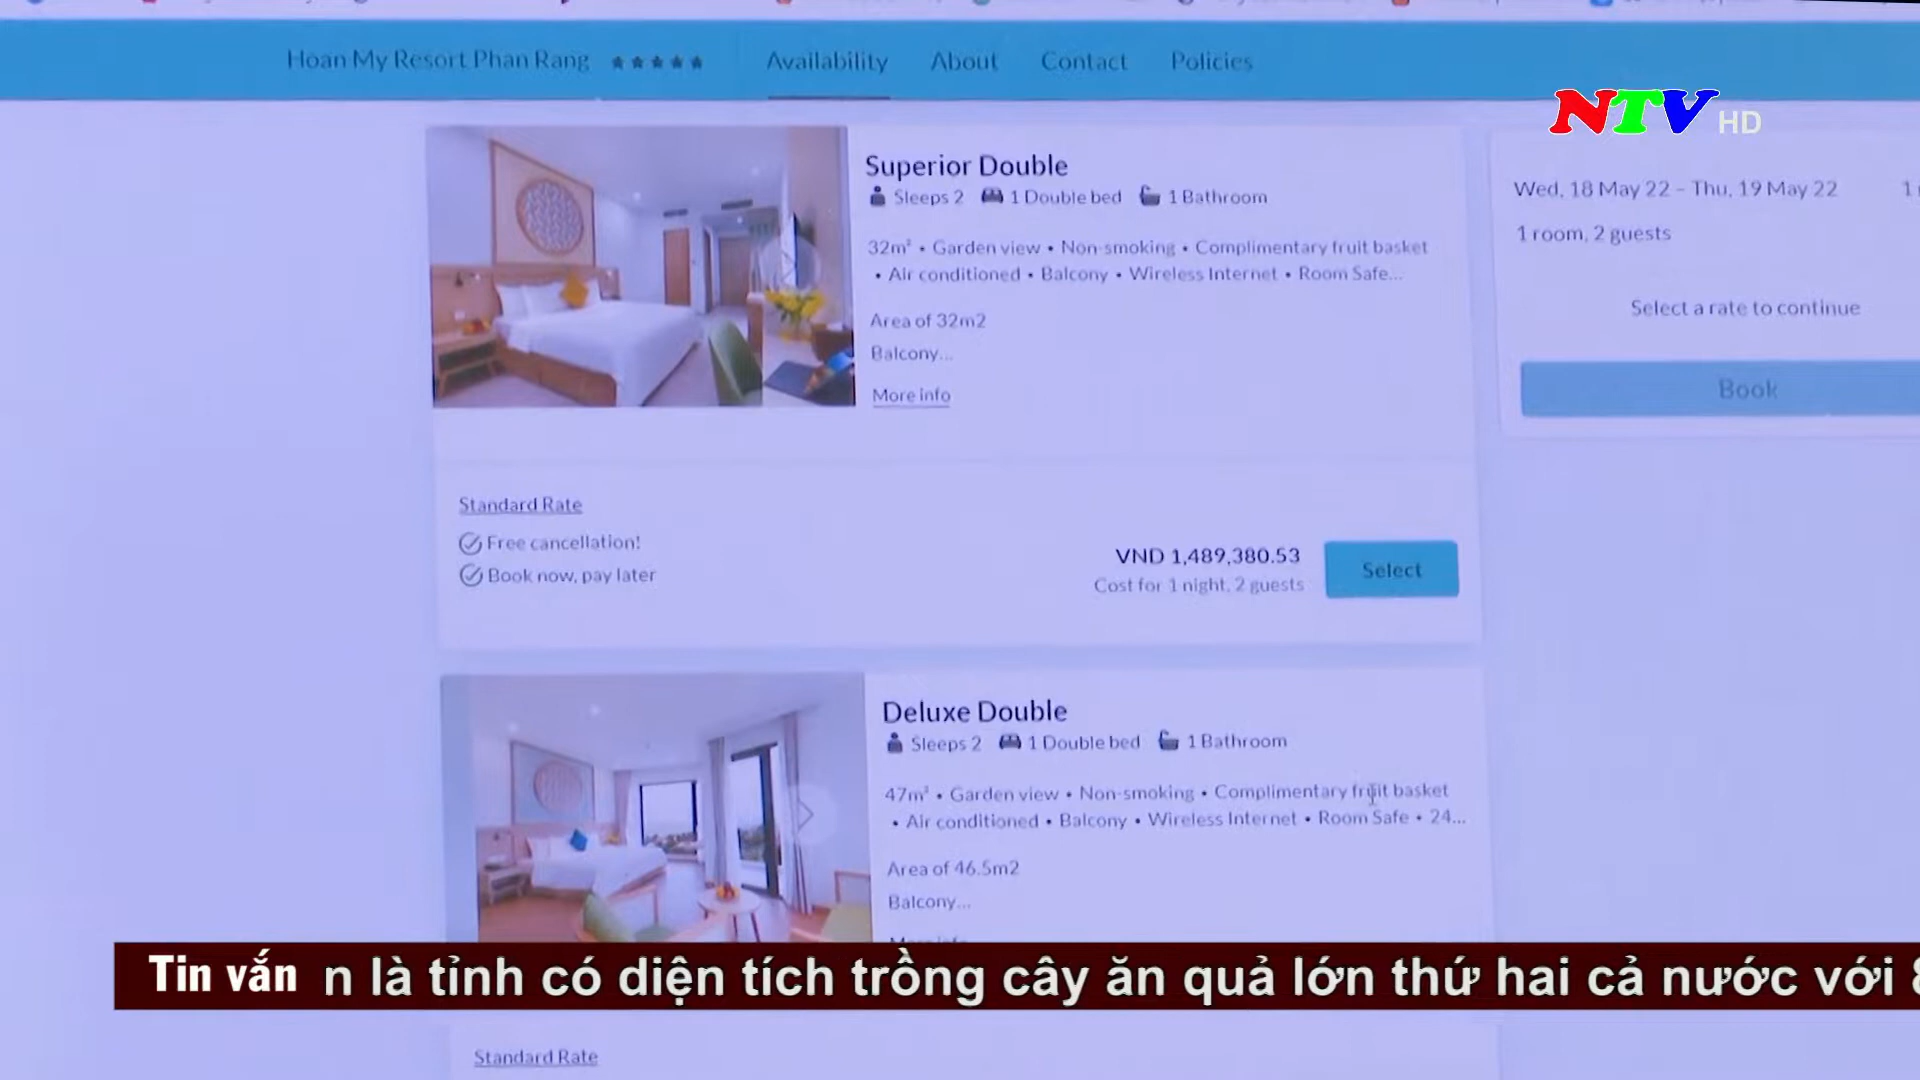 Hoan My Resort Phan Rang ★★★★★ Availability About Contact Policies
NTV HD
Superior Double
Sleeps 2 1 Double bed 1 Bathroom
32m² • Garden view • Non-smoking • Complimentary fruit basket
• Air conditioned • Balcony • Wireless Internet • Room Safe...
Area of 32m2
Balcony...
More info
Wed, 18 May 22 – Thu, 19 May 22
1 room, 2 guests
Select a rate to continue
Book
Standard Rate
Free cancellation!
Book now, pay later
VND 1,489,380.53
Cost for 1 night, 2 guests
Select
Deluxe Double
Sleeps 2 1 Double bed 1 Bathroom
47m² • Garden view • Non-smoking • Complimentary fruit basket
• Air conditioned • Balcony • Wireless Internet • Room Safe • 24...
Area of 46.5m2
Balcony...
Tin vắn n là tỉnh có diện tích trồng cây ăn quả lớn thứ hai cả nước với
Standard Rate